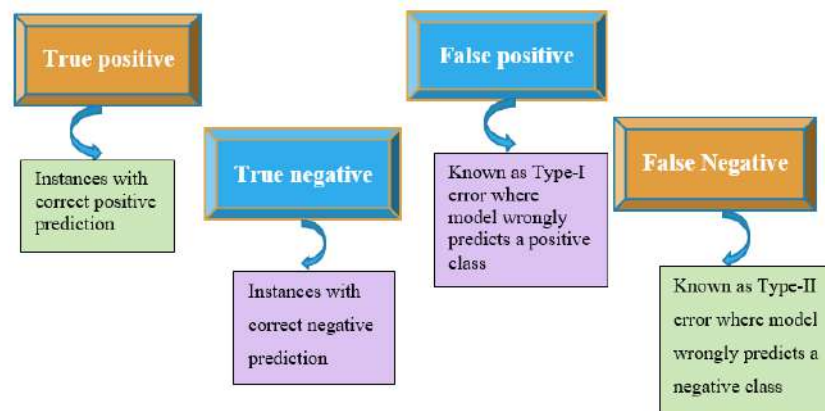 True positive
Instances with
correct positive
prediction
True negative
Instances with
correct negative
prediction
False positive
Known as Type-I
error where
model wrongly
predicts a positive
class
False Negative
Known as Type-II
error where model
wrongly predicts a
negative class